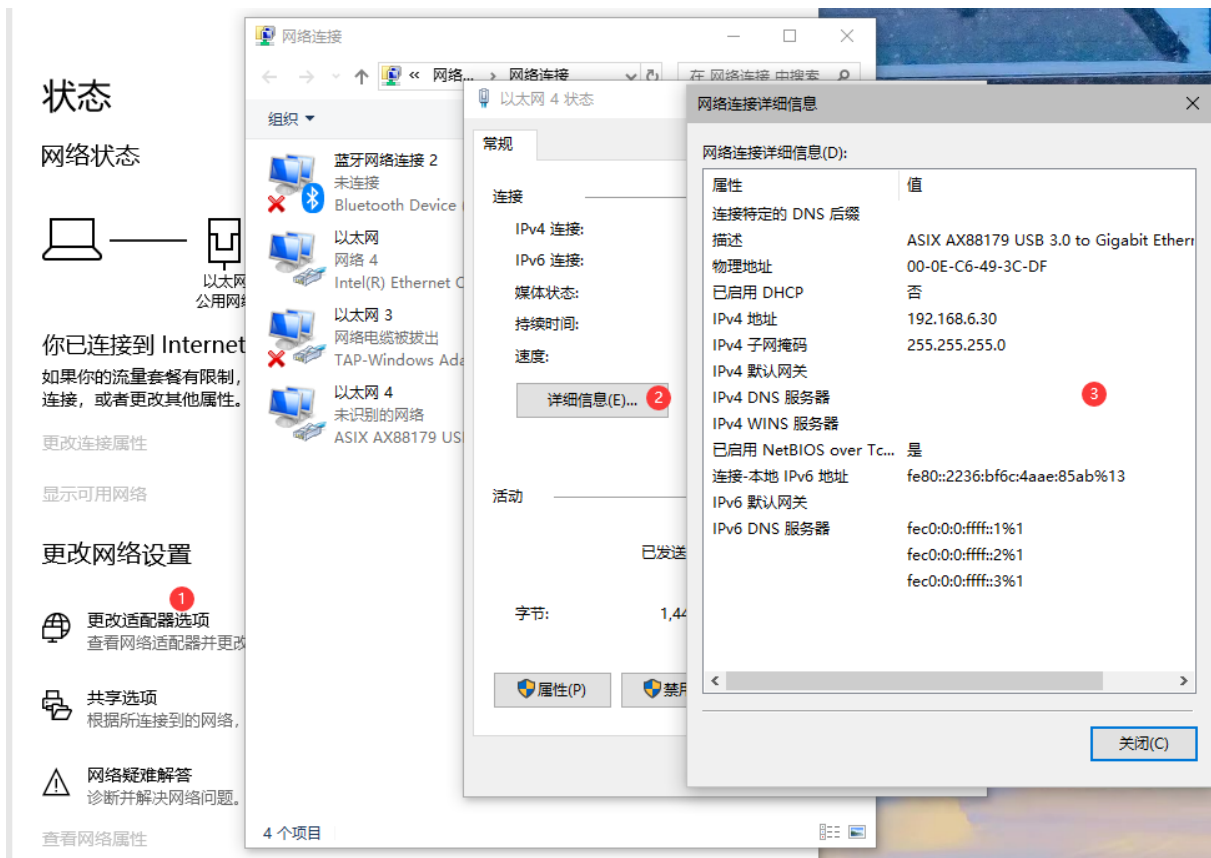 状态
网络状态
以太网
公用网络
你已连接到 Internet
如果你的流量套餐有限制，
连接，或者更改其他属性。
更改连接属性
显示可用网络
更改网络设置
1
更改适配器选项
查看网络适配器并更改
共享选项
根据所连接到的网络，
网络疑难解答
诊断并解决网络问题。
查看网络属性
网络连接
« 网络... › 网络连接
在 网络连接 中搜索
组织
蓝牙网络连接 2
未连接
Bluetooth Device (
以太网
网络 4
Intel(R) Ethernet C
以太网 3
网络电缆被拔出
TAP-Windows Ada
以太网 4
未识别的网络
ASIX AX88179 USI
4 个项目
以太网 4 状态
常规
连接
IPv4 连接:
IPv6 连接:
媒体状态:
持续时间:
速度:
详细信息(E)... 2
活动
已发送
字节: 1,44
属性(P) 禁用
网络连接详细信息
网络连接详细信息(D):
属性 值
连接特定的 DNS 后缀
描述 ASIX AX88179 USB 3.0 to Gigabit Ethern
物理地址 00-0E-C6-49-3C-DF
已启用 DHCP 否
IPv4 地址 192.168.6.30
IPv4 子网掩码 255.255.255.0
IPv4 默认网关
IPv4 DNS 服务器
3
IPv4 WINS 服务器
已启用 NetBIOS over Tc... 是
连接-本地 IPv6 地址 fe80::2236:bf6c:4aae:85ab%13
IPv6 默认网关
IPv6 DNS 服务器 fec0:0:0:ffff::1%1
fec0:0:0:ffff::2%1
fec0:0:0:ffff::3%1
关闭(C)